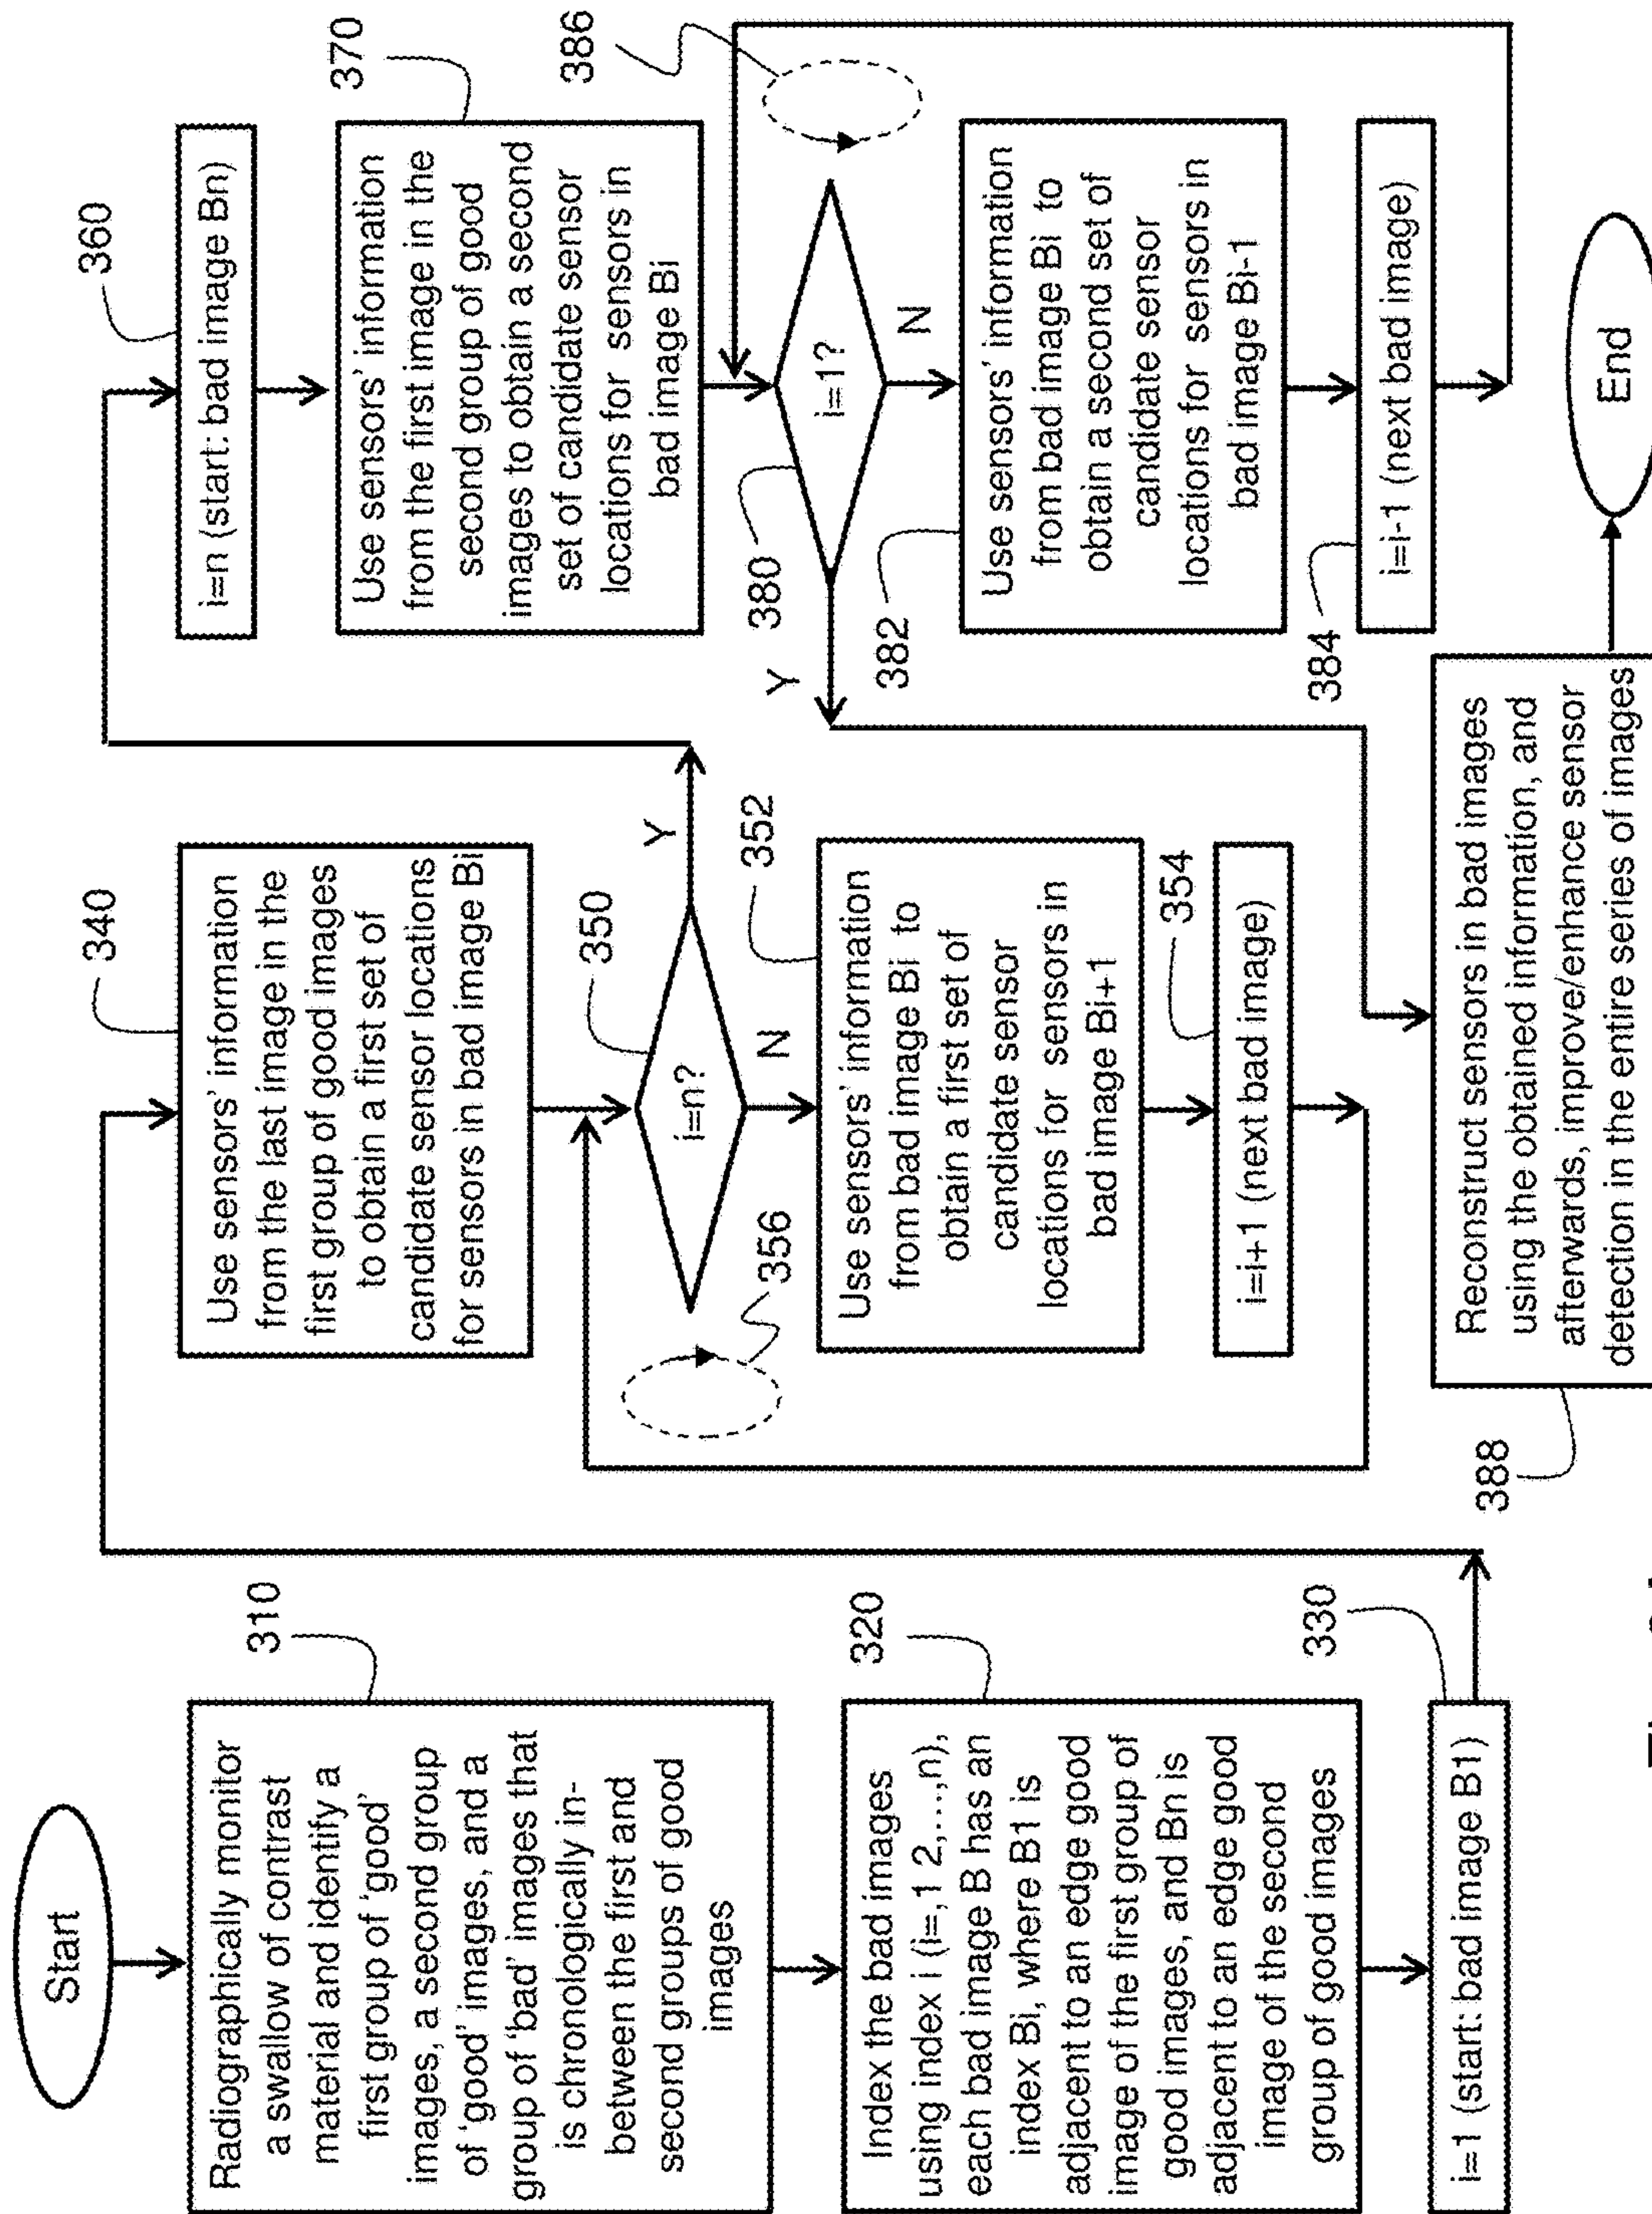 Start
310
Radiographically monitor
a swallow of contrast
material and identify a
first group of 'good'
images, a second group
of 'good' images, and a
group of 'bad' images that
is chronologically in-
between the first and
second groups of good
images
320
Index the bad images
using index i (i=,1 2,...,n),
each bad image B has an
index Bi, where B1 is
adjacent to an edge good
image of the first group of
good images, and Bn is
adjacent to an edge good
image of the second
group of good images
330
i=1 (start: bad image B1)
340
Use sensors' information
from the last image in the
first group of good images
to obtain a first set of
candidate sensor locations
for sensors in bad image Bi
350
i=n?
Y
N
356
352
Use sensors' information
from bad image Bi to
obtain a first set of
candidate sensor
locations for sensors in
bad image Bi+1
354
i=i+1 (next bad image)
360
i=n (start: bad image Bn)
370
Use sensors' information
from the first image in the
second group of good
images to obtain a second
set of candidate sensor
locations for sensors in
bad image Bi
380
i=1?
Y
N
386
382
Use sensors' information
from bad image Bi to
obtain a second set of
candidate sensor
locations for sensors in
bad image Bi-1
384
i=i-1 (next bad image)
388
Reconstruct sensors in bad images
using the obtained information, and
afterwards, improve/enhance sensor
detection in the entire series of images
End